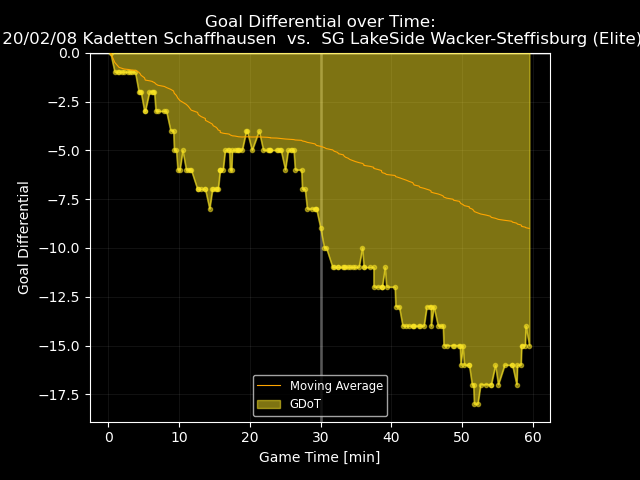 Goal Differential over Time:
20/02/08 Kadetten Schaffhausen  vs.  SG LakeSide Wacker-Steffisburg (Elite)
0.0
−2.5
−5.0
−7.5
−10.0
−12.5
−15.0
−17.5
Goal Differential
Moving Average
GDoT
0 10 20 30 40 50 60
Game Time [min]